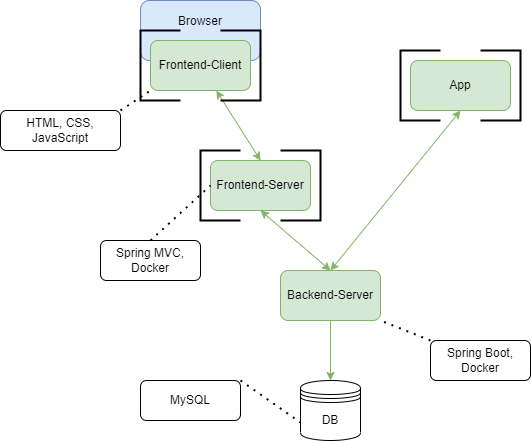 Browser
Frontend-Client
App
HTML, CSS,
JavaScript
Frontend-Server
Spring MVC,
Docker
Backend-Server
Spring Boot,
Docker
MySQL
DB